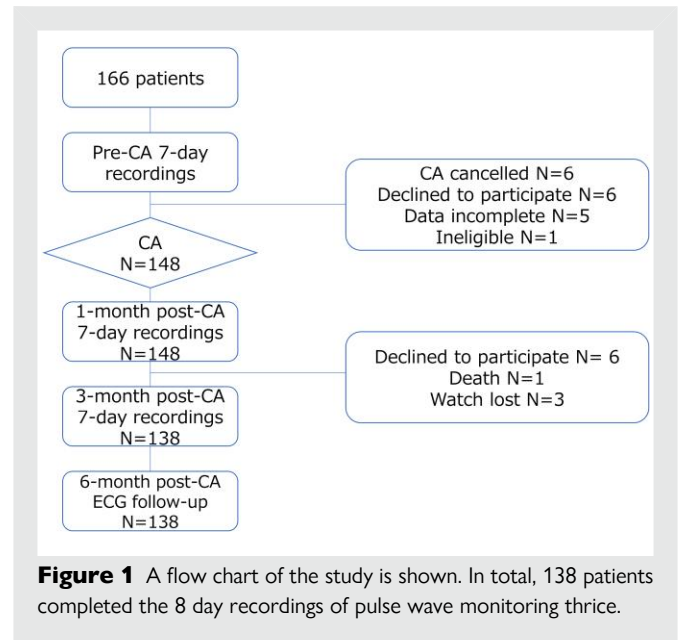 166 patients
Pre-CA 7-day
recordings
CA cancelled N=6
Declined to participate N=6
Data incomplete N=5
Ineligible N=1
CA
N=148
1-month post-CA
7-day recordings
N=148
Declined to participate N= 6
Death N=1
Watch lost N=3
3-month post-CA
7-day recordings
N=138
6-month post-CA
ECG follow-up
N=138
Figure 1 A flow chart of the study is shown. In total, 138 patients
completed the 8 day recordings of pulse wave monitoring thrice.